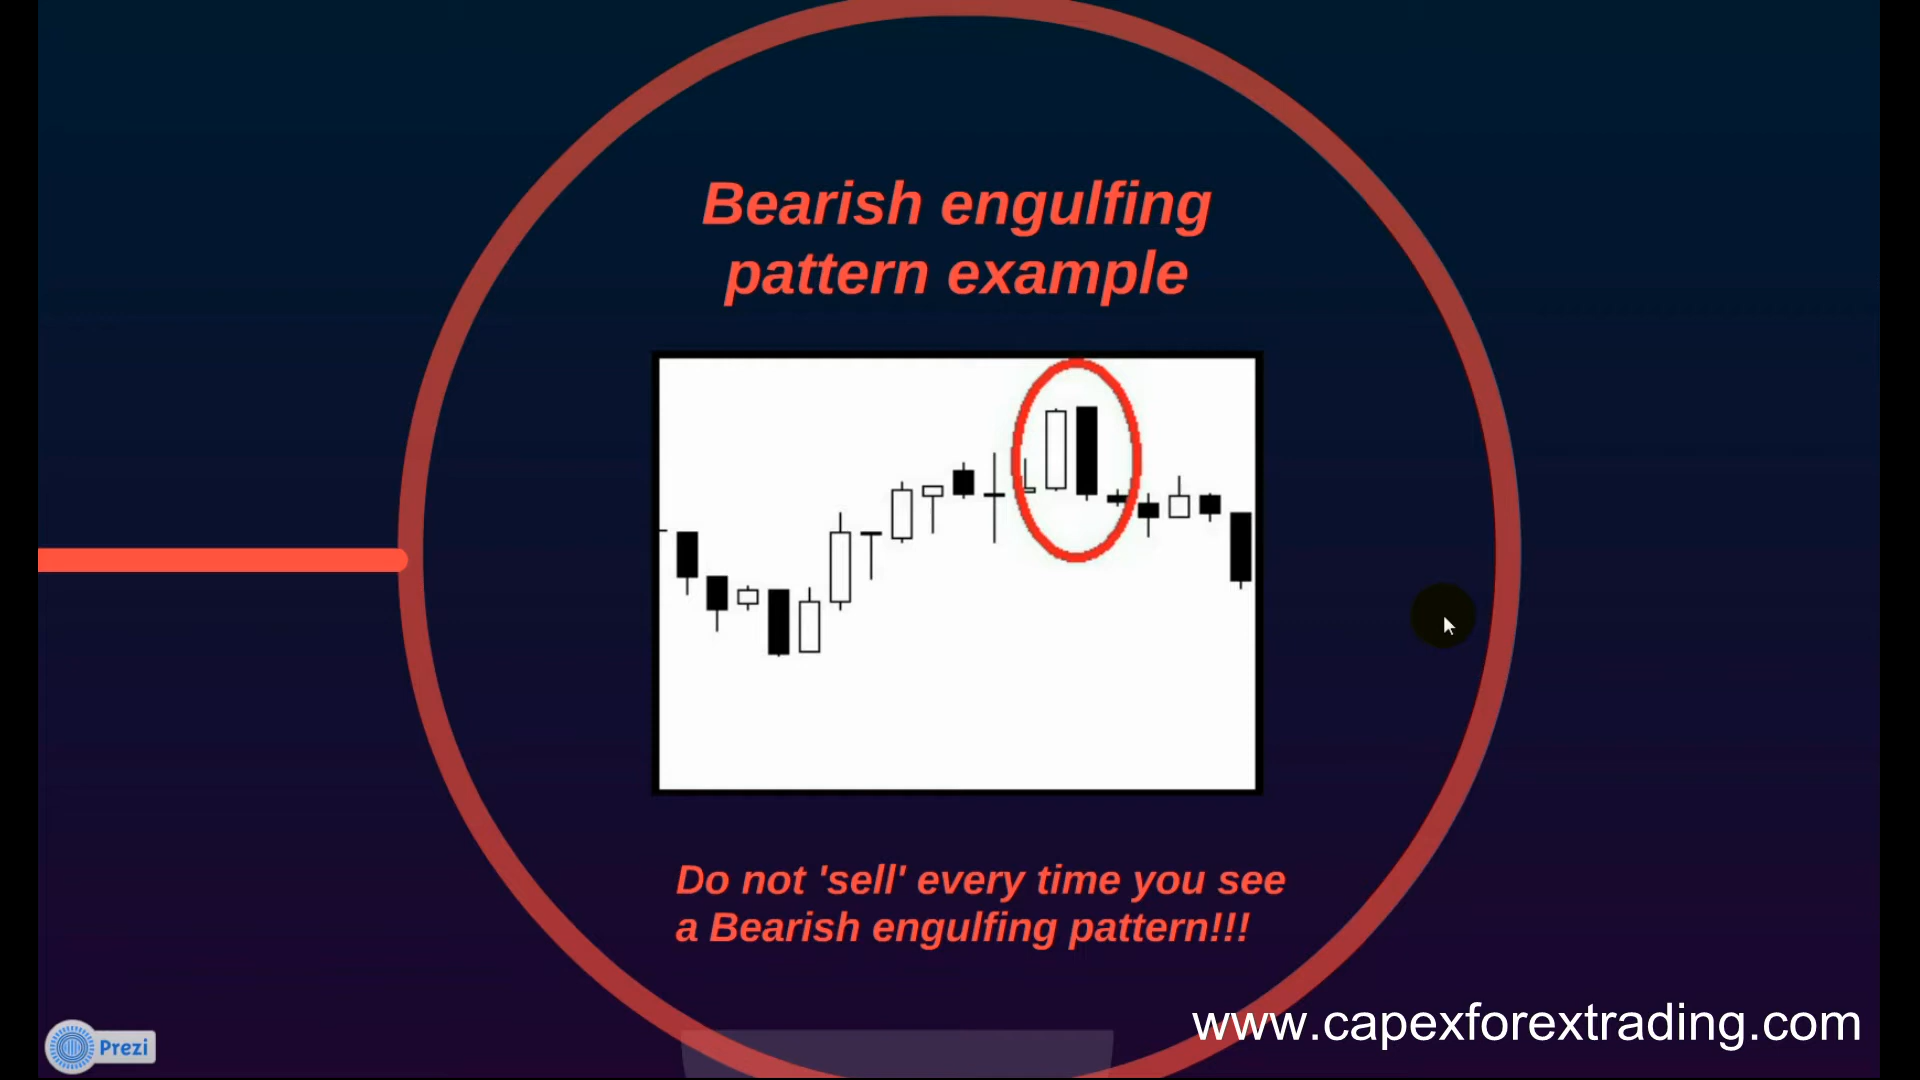 Bearish engulfing
pattern example
Do not 'sell' every time you see
a Bearish engulfing pattern!!!
www.capexforextrading.com
Prezi